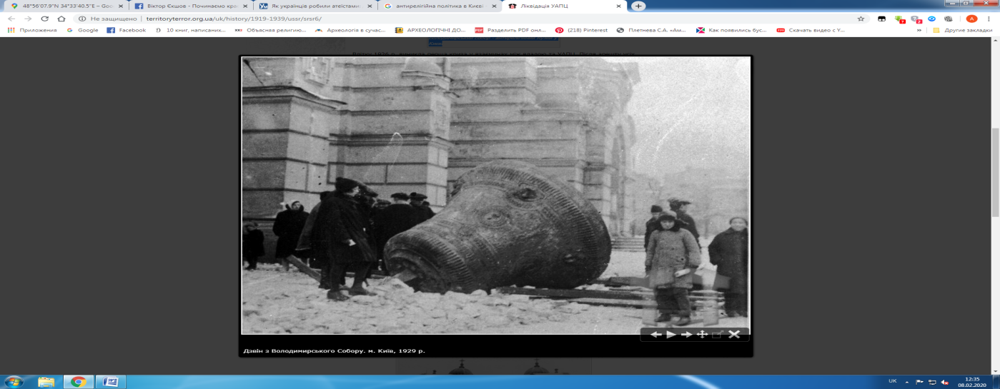 48°56'07.9"N 34°33'40.5"E – Goo
Віктор Єкшов - Починаємо кра
Як українців робили атеїстами
антирелігійна політика в Києві
Ліквідація УАПЦ
Не защищено | territoryterror.org.ua/uk/history/1919-1939/ussr/srsr6/
Приложения
Google
Facebook
10 книг, написаних...
Объясняя религию...
Археологія в сучас...
АРХЕОЛОГІЧНІ ДО...
Разделить PDF онл...
(218) Pinterest
Плетнева С.А. «Ам...
Как появились бус...
Скачать видео с Y...
»
Другие закладки
Дзвін з Володимирського Собору. м. Київ, 1929 р.
UK
12:35
08.02.2020